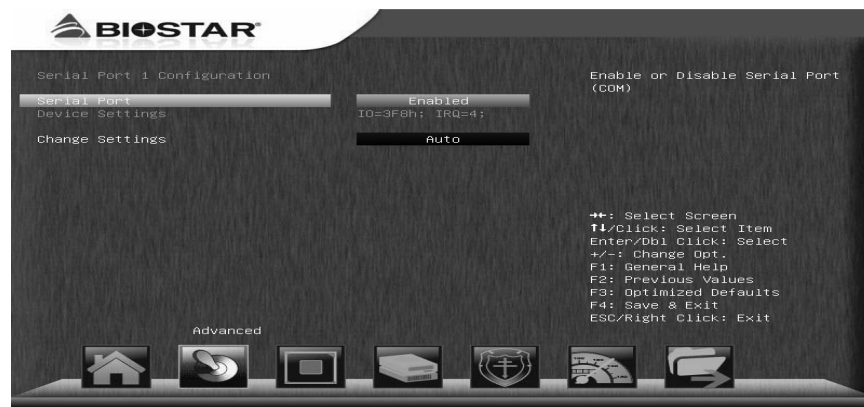 BIOSTAR
Serial Port 1 Configuration
Serial Port Enabled
Device Settings IO=3F8h; IRQ=4;
Change Settings Auto
Enable or Disable Serial Port
(COM)
→←: Select Screen
↑↓/Click: Select Item
Enter/Dbl Click: Select
+/-: Change Opt.
F1: General Help
F2: Previous Values
F3: Optimized Defaults
F4: Save & Exit
ESC/Right Click: Exit
Advanced